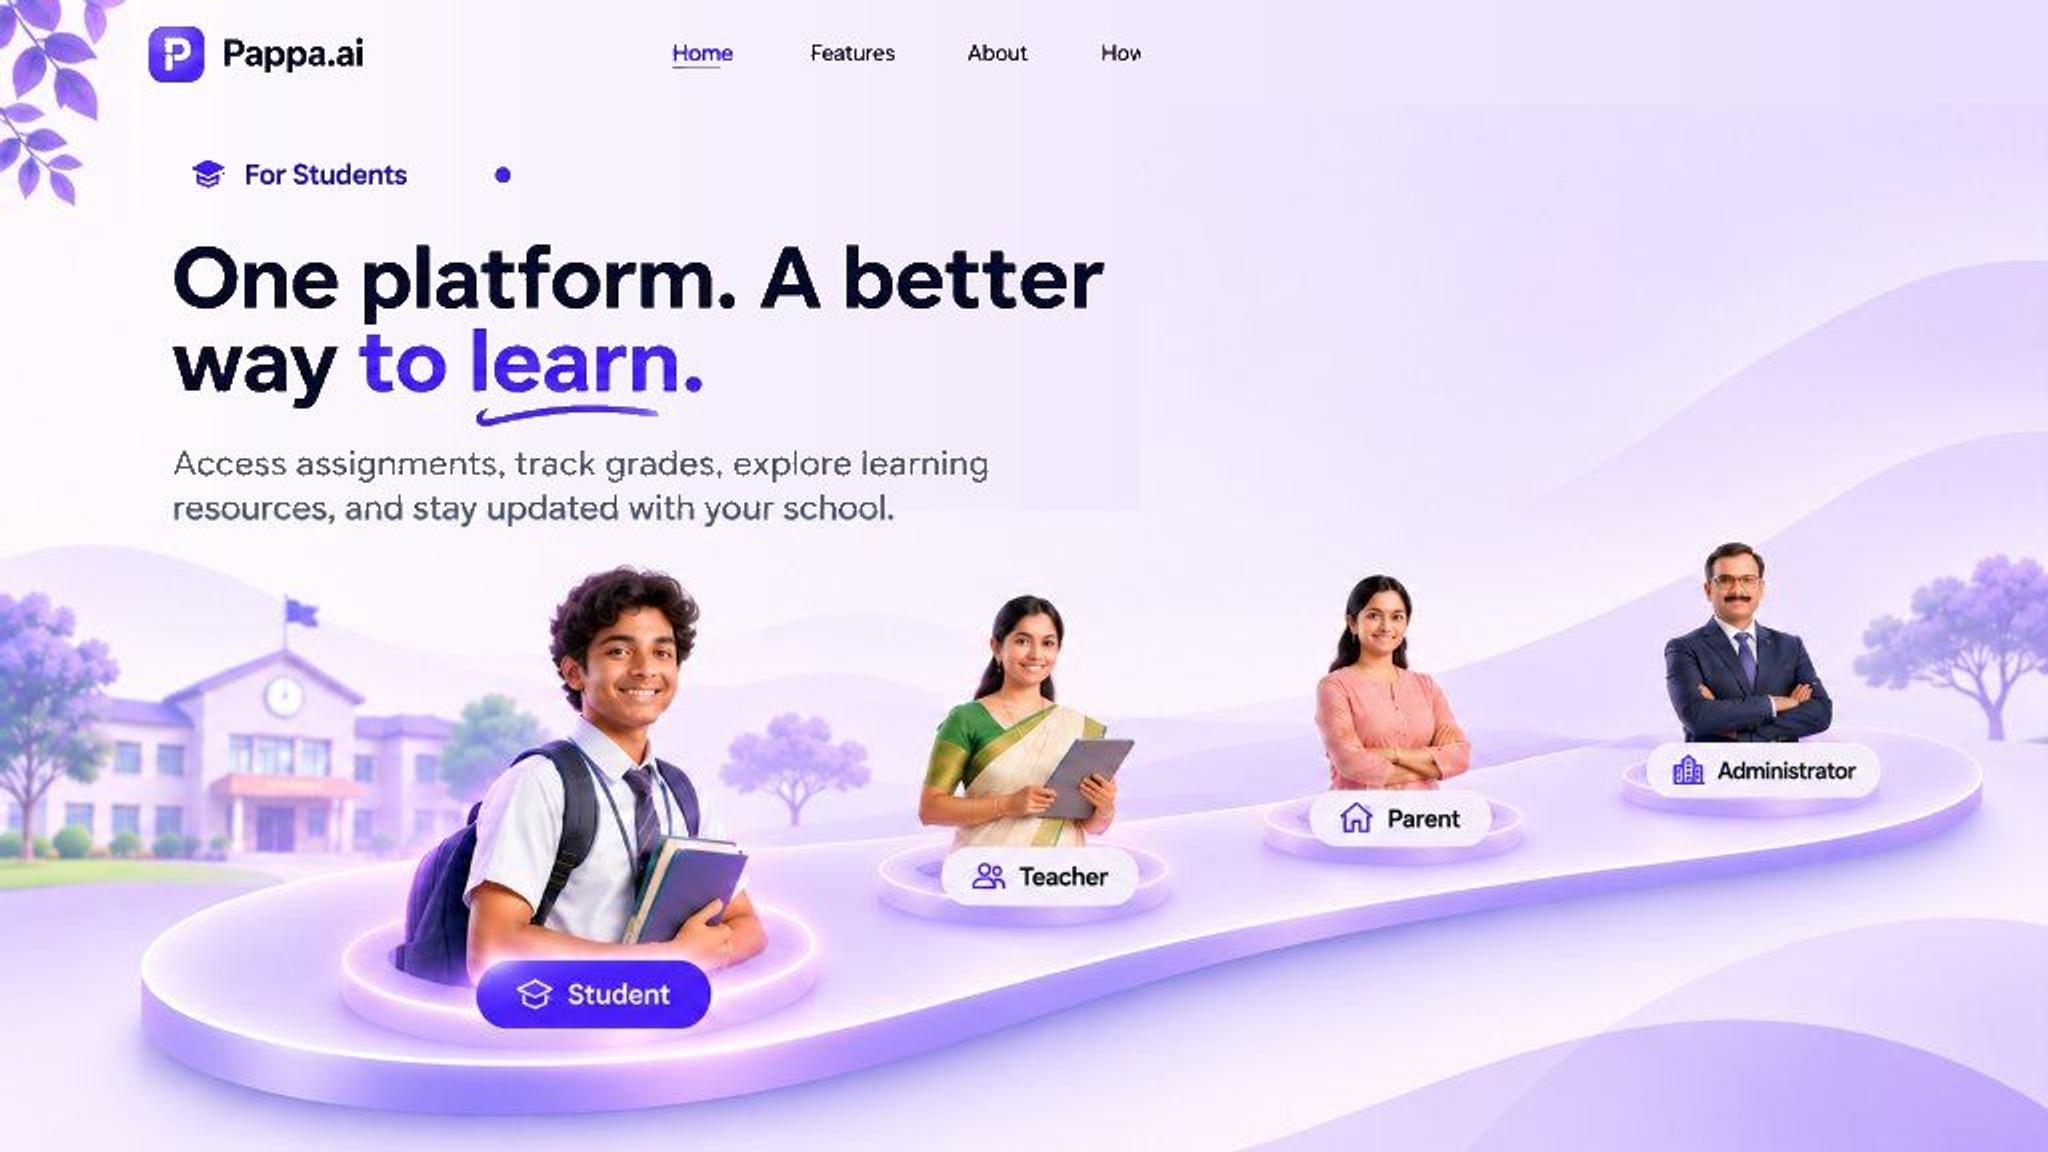 Pappa.ai
Home Features About How
For Students
One platform. A better
way to learn.
Access assignments, track grades, explore learning
resources, and stay updated with your school.
Administrator
Parent
Teacher
Student